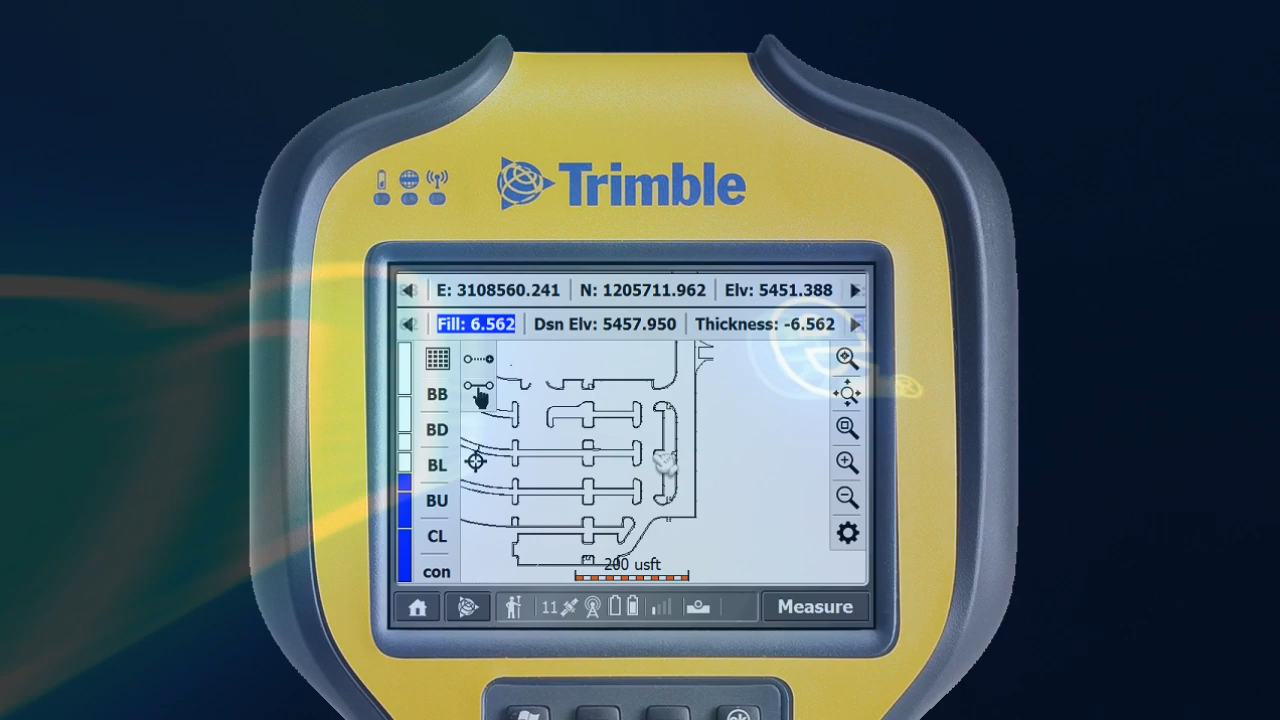 Trimble
E: 3108560.241 N: 1205711.962 Elv: 5451.388
Fill: 6.562 Dsn Elv: 5457.950 Thickness: -6.562
BB
BD
BL
BU
CL
con
200 usft
11
Measure
ok